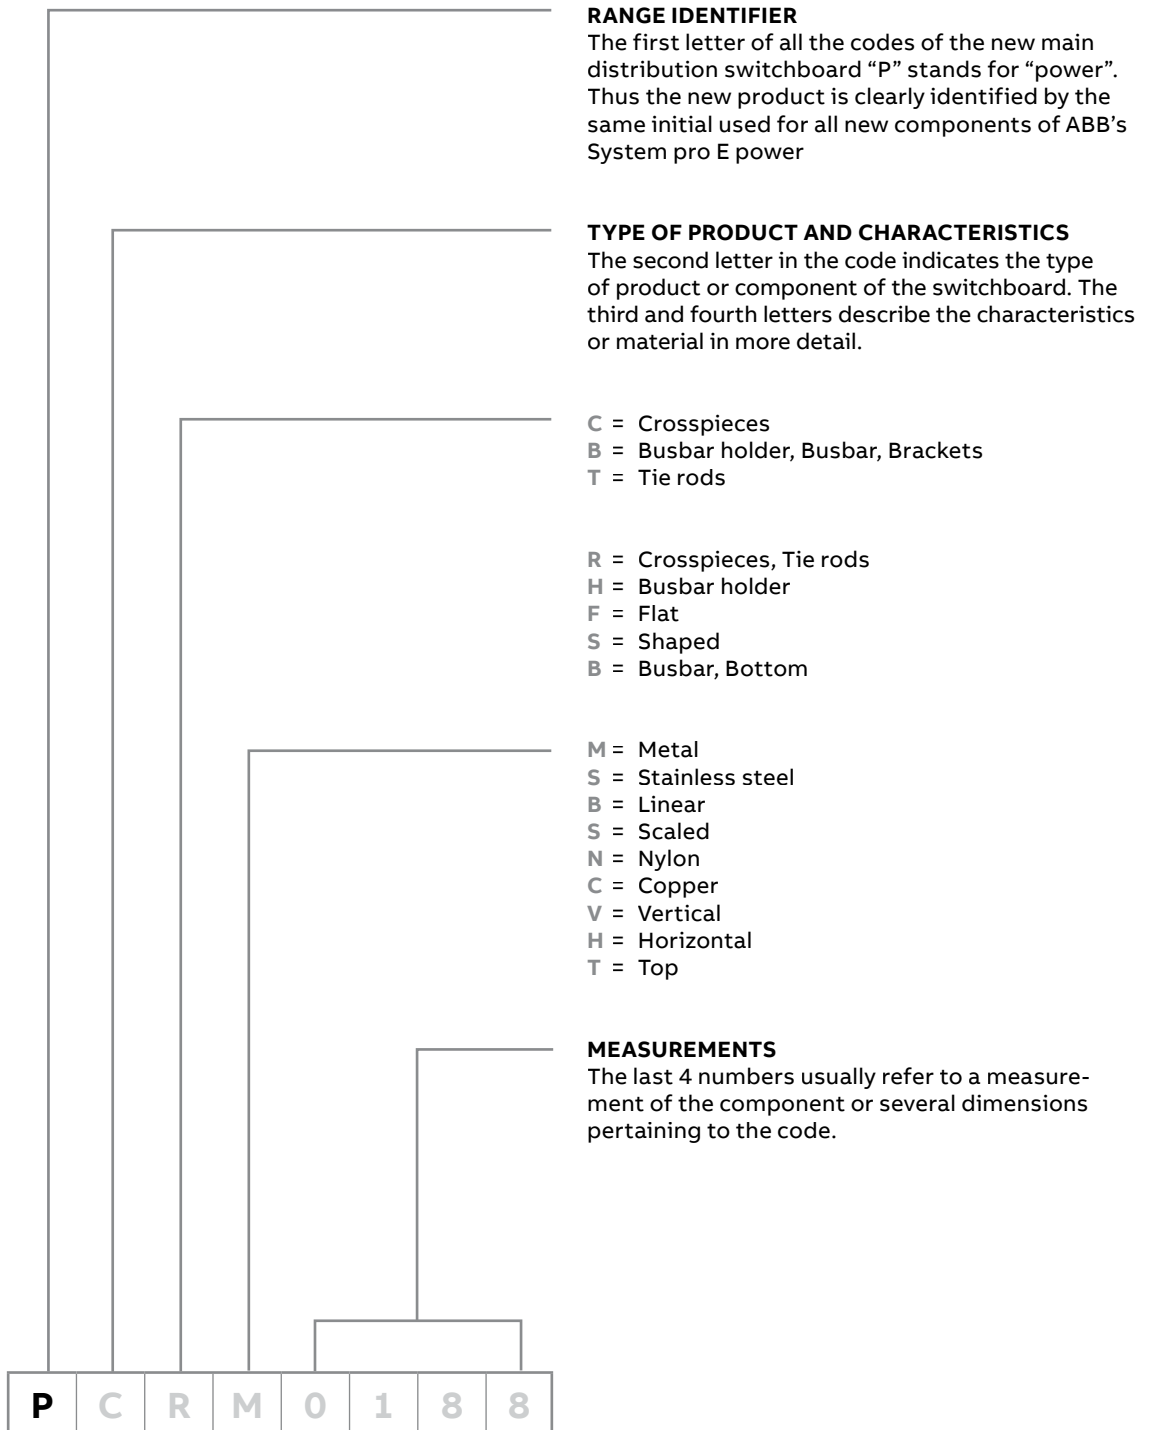 RANGE IDENTIFIER
The first letter of all the codes of the new main
distribution switchboard “P” stands for “power”.
Thus the new product is clearly identified by the
same initial used for all new components of ABB’s
System pro E power
TYPE OF PRODUCT AND CHARACTERISTICS
The second letter in the code indicates the type
of product or component of the switchboard. The
third and fourth letters describe the characteristics
or material in more detail.
C = Crosspieces
B = Busbar holder, Busbar, Brackets
T = Tie rods
R = Crosspieces, Tie rods
H = Busbar holder
F = Flat
S = Shaped
B = Busbar, Bottom
M = Metal
S = Stainless steel
B = Linear
S = Scaled
N = Nylon
C = Copper
V = Vertical
H = Horizontal
T = Top
MEASUREMENTS
The last 4 numbers usually refer to a measure-
ment of the component or several dimensions
pertaining to the code.
P C R M 0 1 8 8